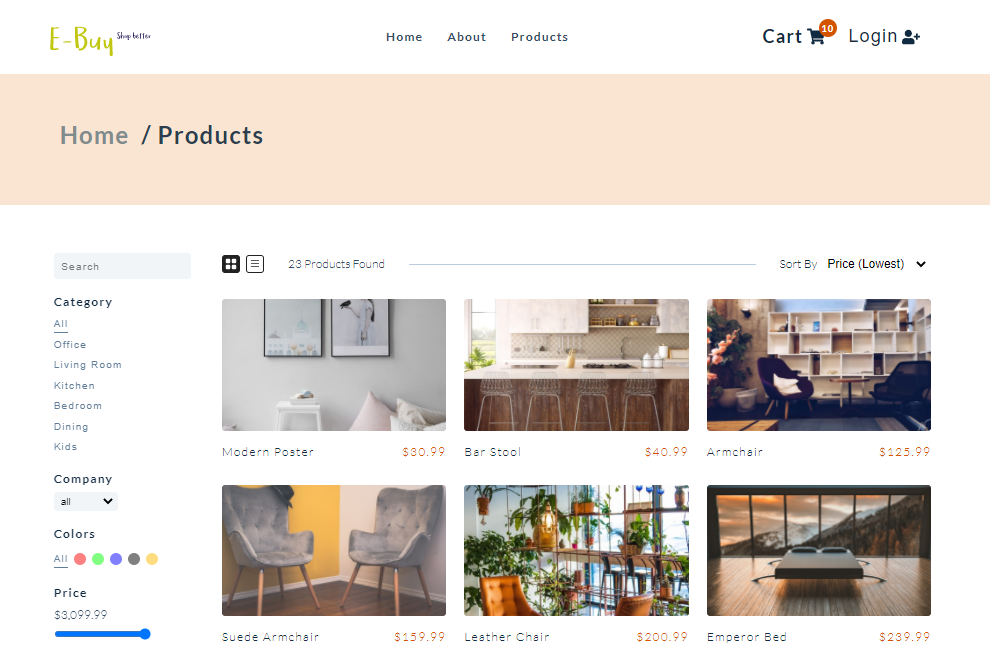 E-Buy Shop better
Home About Products
Cart 10 Login
Home / Products
Search
23 Products Found
Sort By Price (Lowest)
Category
All
Office
Living Room
Kitchen
Bedroom
Dining
Kids
Company
all
Colors
All
Price
$3,099.99
Modern Poster $30.99
Bar Stool $40.99
Armchair $125.99
Suede Armchair $159.99
Leather Chair $200.99
Emperor Bed $239.99